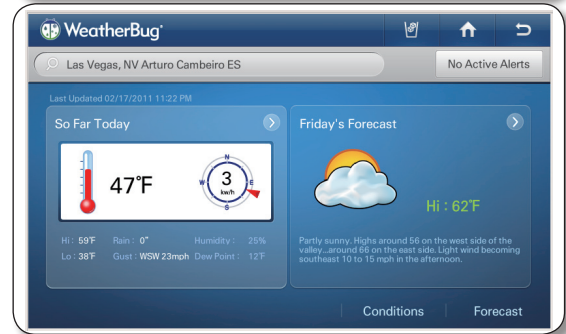 WeatherBug
Las Vegas, NV Arturo Cambeiro ES
No Active Alerts
Last Updated 02/17/2011 11:22 PM
So Far Today
47°F
N
W
E
S
3
km/h
Hi : 59°F Rain : 0" Humidity : 25%
Lo : 38°F Gust : WSW 23mph Dew Point : 12°F
Friday's Forecast
Hi : 62°F
Partly sunny. Highs around 56 on the west side of the
valley...around 66 on the east side. Light wind becoming
southeast 10 to 15 mph in the afternoon.
Conditions
Forecast